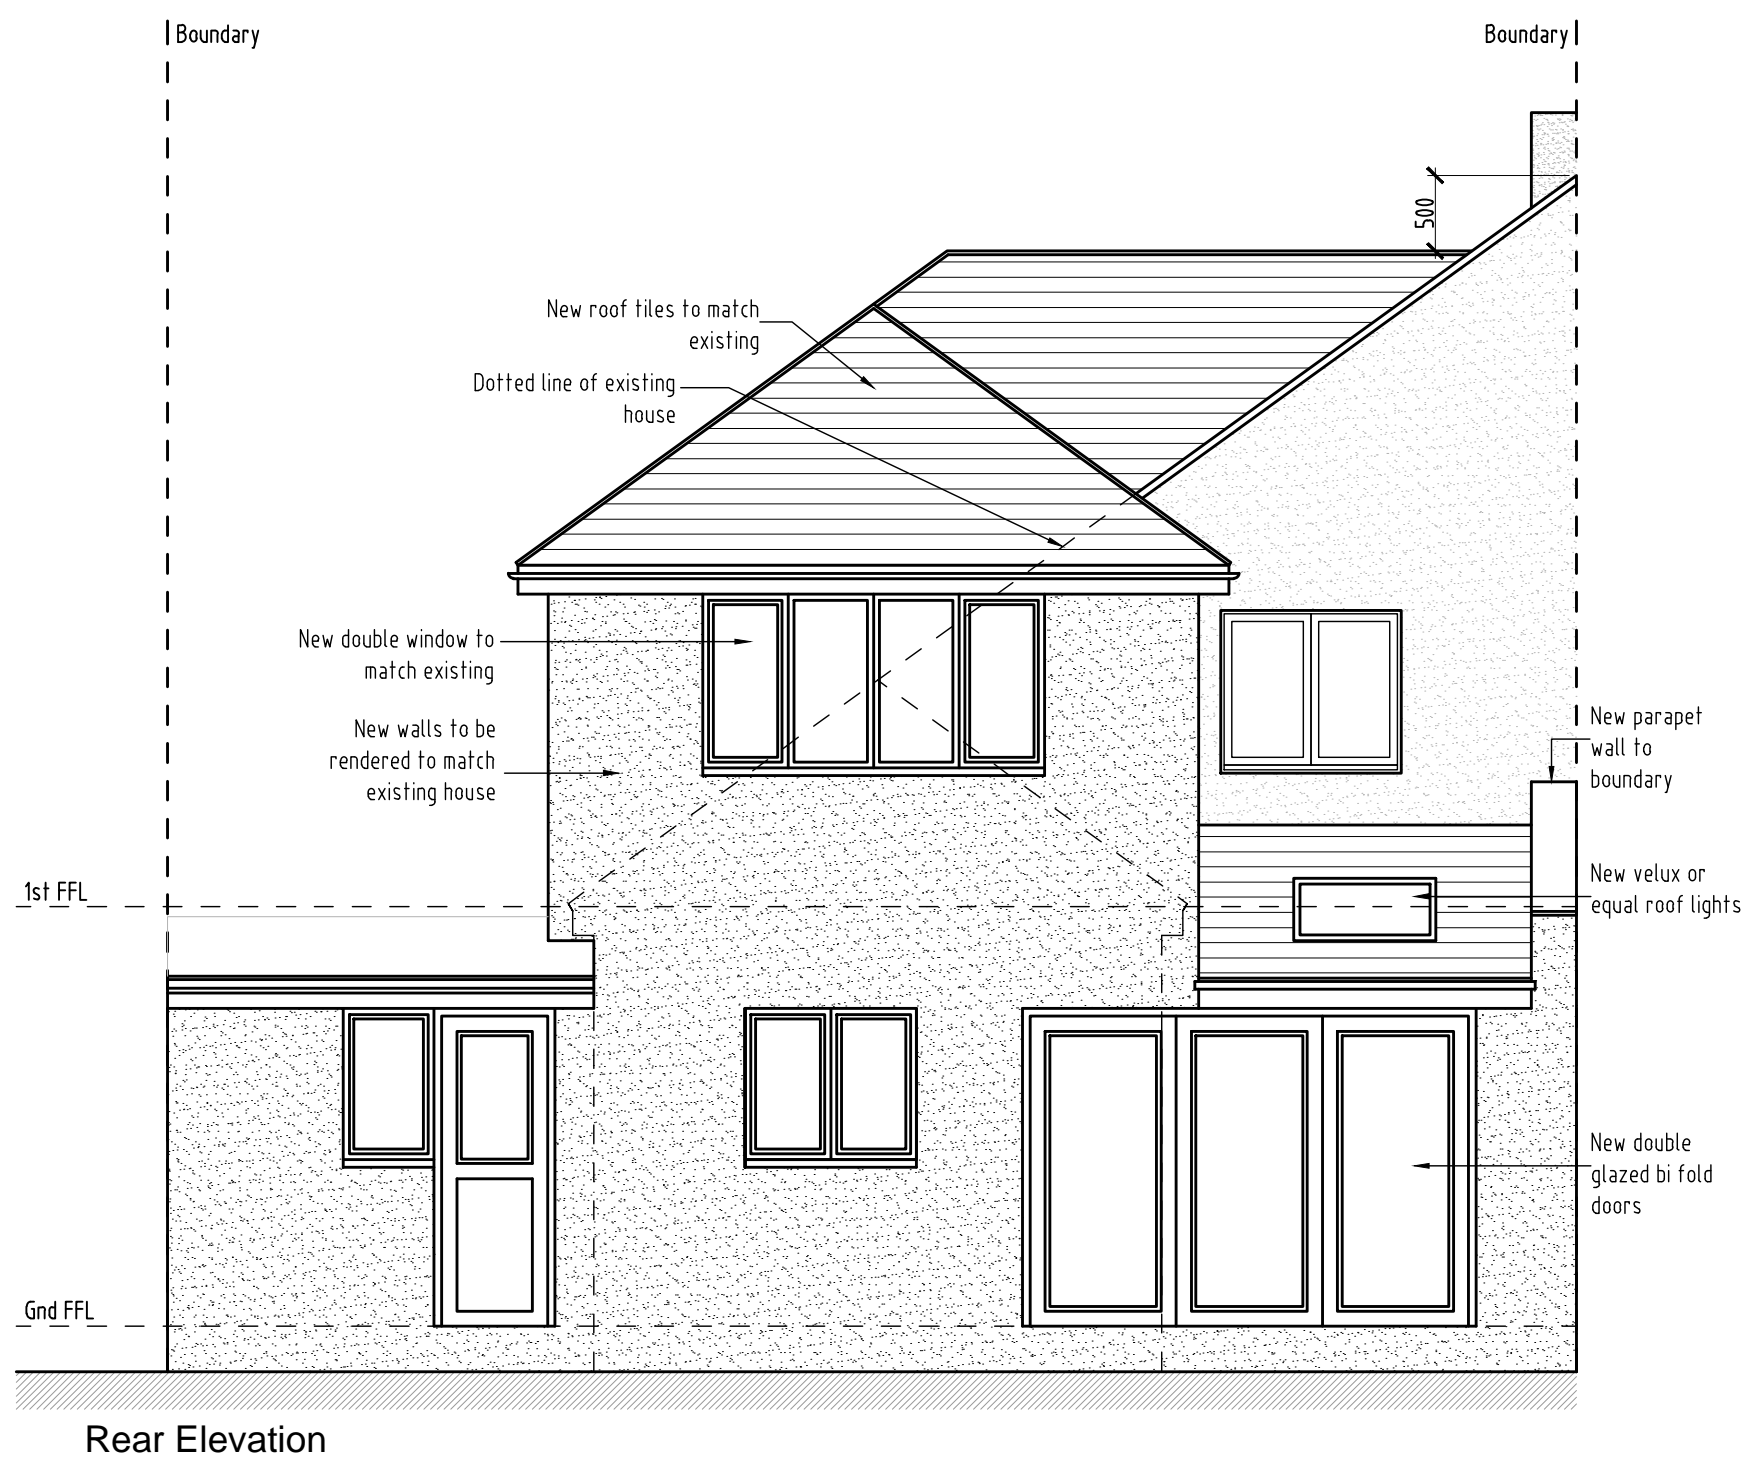 Boundary
Boundary
500
New roof tiles to match
existing
Dotted line of existing
house
New double window to
match existing
New walls to be
rendered to match
existing house
New parapet
wall to
boundary
1st FFL
New velux or
equal roof lights
New double
glazed bi fold
doors
Gnd FFL
Rear Elevation